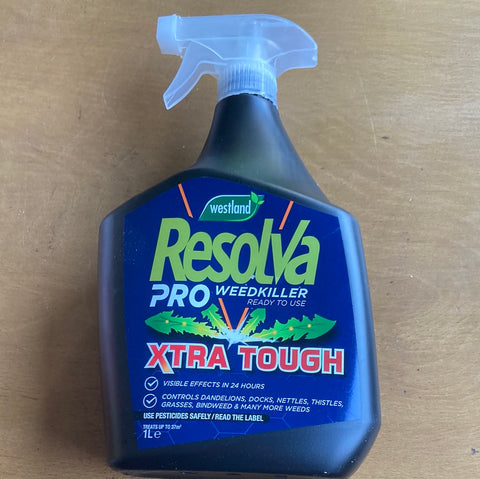 westland
Resolva
PRO WEEDKILLER
READY TO USE
XTRA TOUGH
VISIBLE EFFECTS IN 24 HOURS
CONTROLS DANDELIONS, DOCKS, NETTLES, THISTLES,
GRASSES, BINDWEED & MANY MORE WEEDS
USE PESTICIDES SAFELY/READ THE LABEL
TREATS UP TO 37m²
1L℮